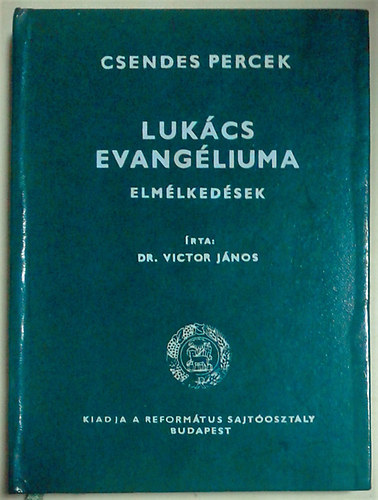 CSENDES PERCEK
LUKÁCS
EVANGÉLIUMA
ELMÉLKEDÉSEK
ÍRTA:
DR. VICTOR JÁNOS
KIADJA A REFORMÁTUS SAJTÓOSZTÁLY
BUDAPEST